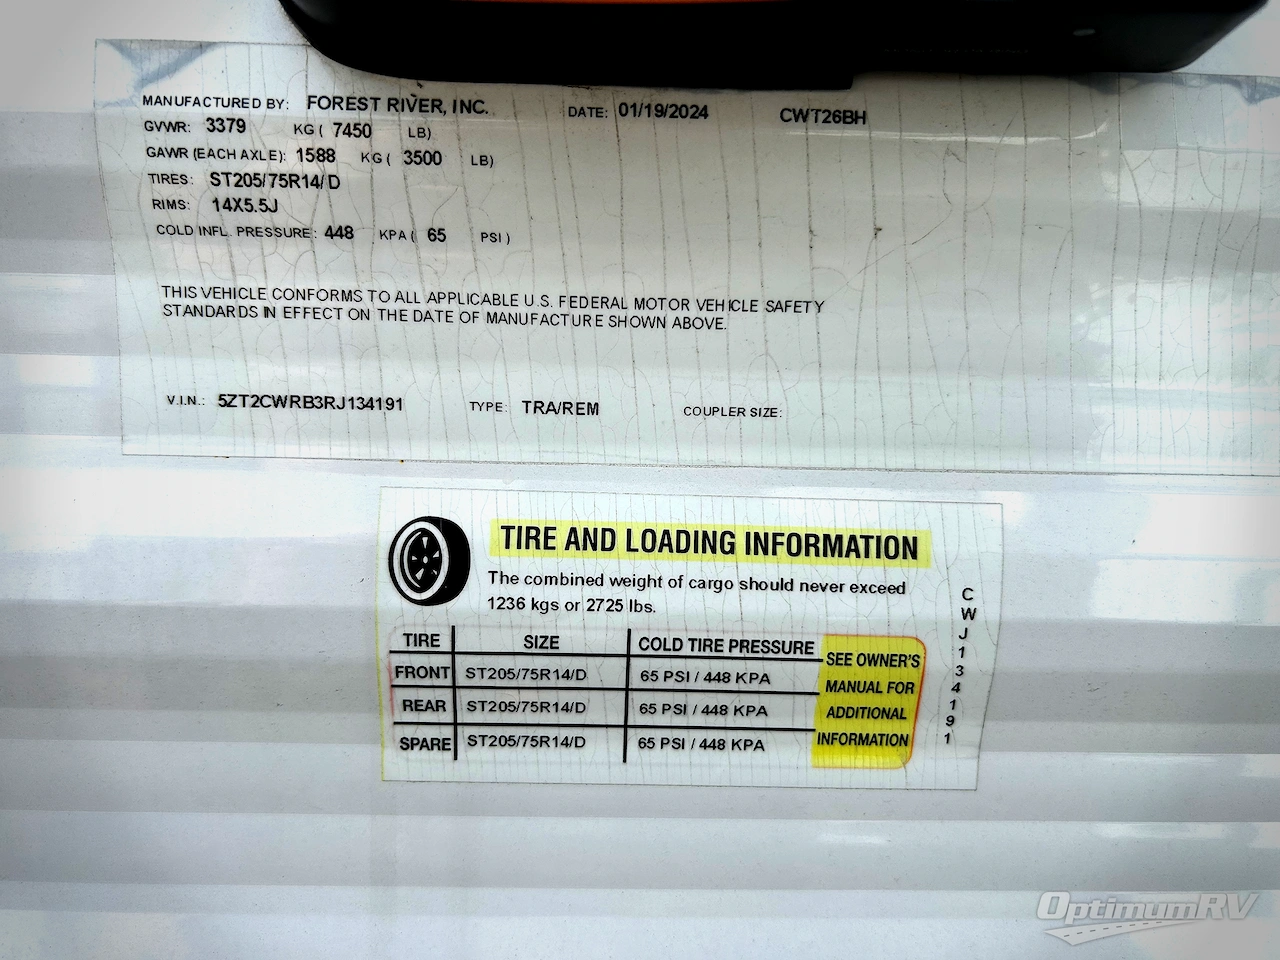 MANUFACTURED BY: FOREST RIVER, INC. DATE: 01/19/2024 CWT26BH
GVWR: 3379 KG ( 7450 LB)
GAWR (EACH AXLE): 1588 KG ( 3500 LB)
TIRES: ST205/75R14/D
RIMS: 14X5.5J
COLD INFL. PRESSURE: 448 KPA ( 65 PSI )
THIS VEHICLE CONFORMS TO ALL APPLICABLE U.S. FEDERAL MOTOR VEHICLE SAFETY
STANDARDS IN EFFECT ON THE DATE OF MANUFACTURE SHOWN ABOVE.
V.I.N.: 5ZT2CWRB3RJ134191 TYPE: TRA/REM COUPLER SIZE:
TIRE AND LOADING INFORMATION
The combined weight of cargo should never exceed
1236 kgs or 2725 lbs.
TIRE SIZE COLD TIRE PRESSURE
FRONT ST205/75R14/D 65 PSI / 448 KPA
REAR ST205/75R14/D 65 PSI / 448 KPA
SPARE ST205/75R14/D 65 PSI / 448 KPA
SEE OWNER'S
MANUAL FOR
ADDITIONAL
INFORMATION
CWJ134191
OptimumRV